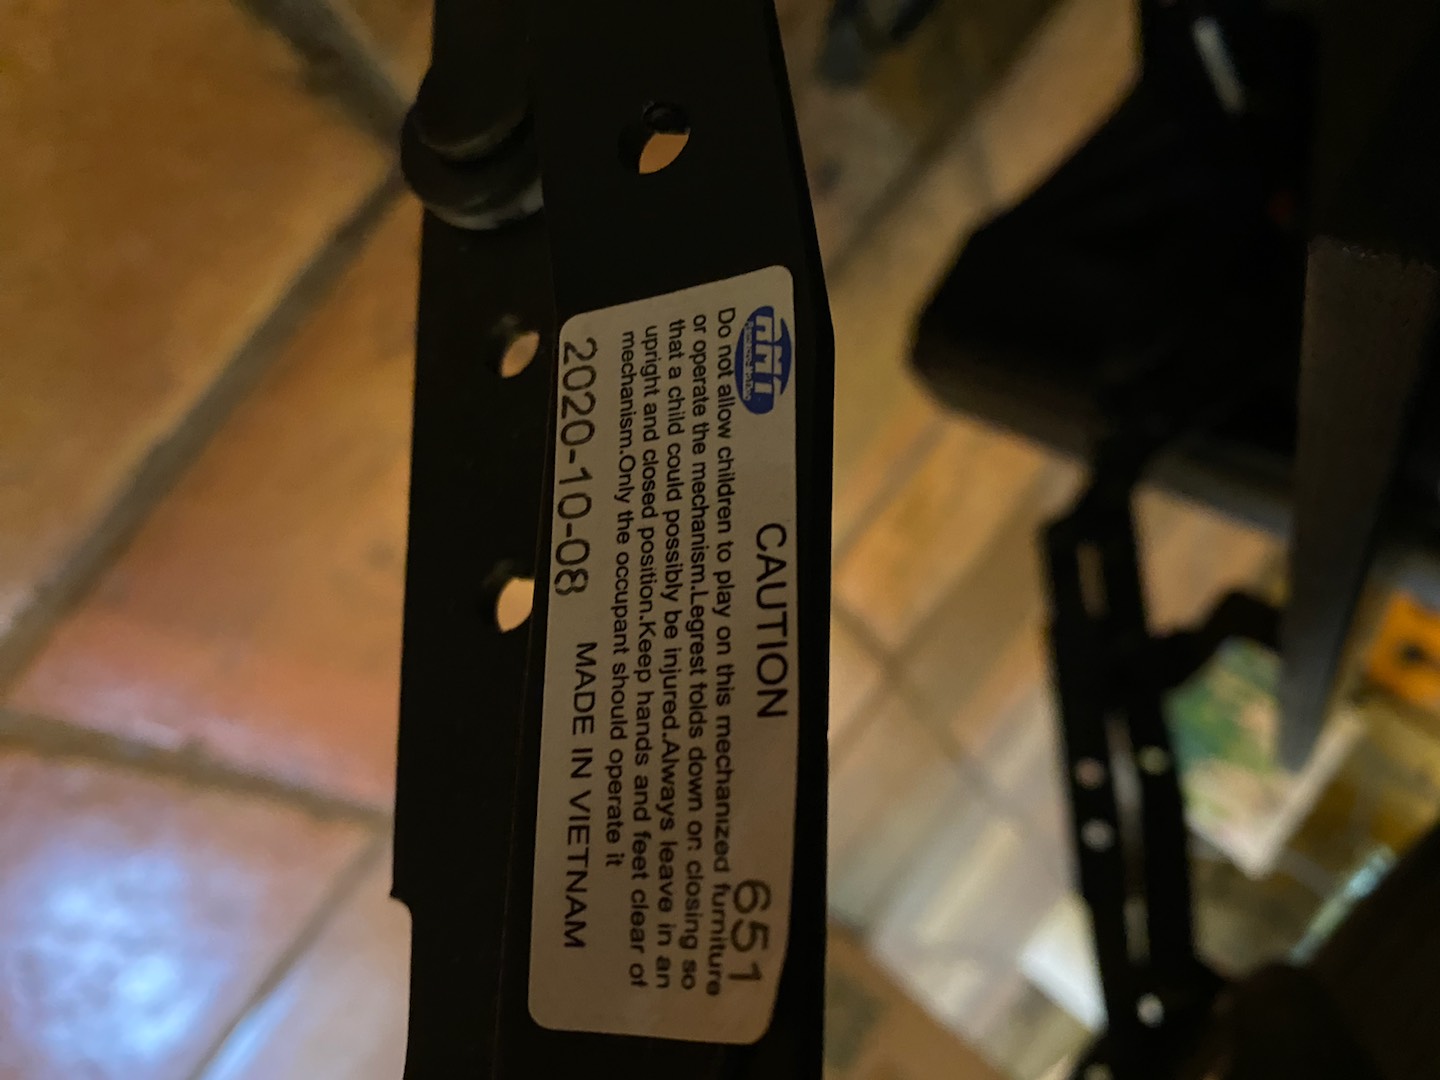 CAUTION 651
Do not allow children to play on this mechanized furniture
or operate the mechanism.Legrest folds down on closing so
that a child could possibly be injured.Always leave in an
upright and closed position.Keep hands and feet clear of
mechanism.Only the occupant should operate it
2020-10-08 MADE IN VIETNAM